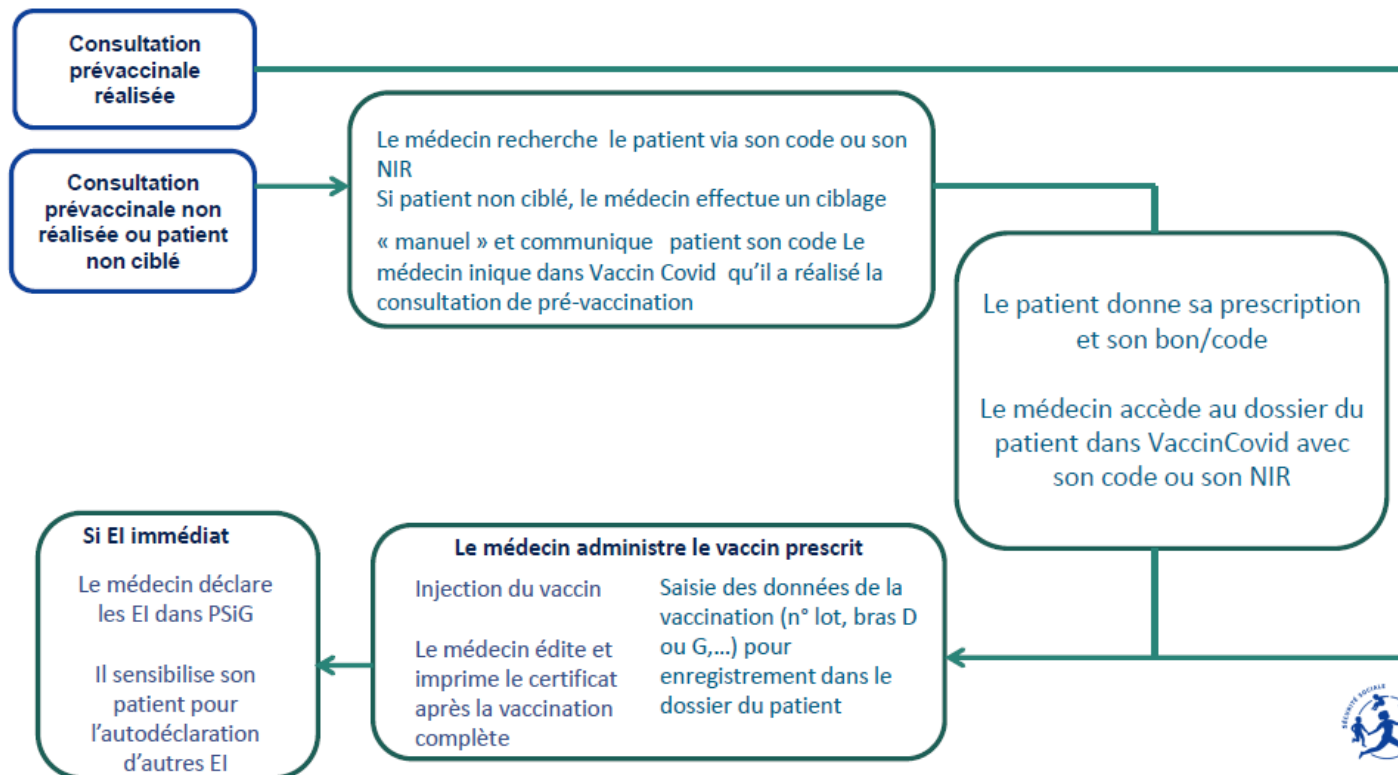 Consultation
prévaccinale
réalisée
Consultation
prévaccinale non
réalisée ou patient
non ciblé
Le médecin recherche le patient via son code ou son
NIR
Si patient non ciblé, le médecin effectue un ciblage
« manuel » et communique patient son code Le
médecin inique dans Vaccin Covid qu'il a réalisé la
consultation de pré-vaccination
Le patient donne sa prescription
et son bon/code
Le médecin accède au dossier du
patient dans VaccinCovid avec
son code ou son NIR
Le médecin administre le vaccin prescrit
Injection du vaccin
Le médecin édite et
imprime le certificat
après la vaccination
complète
Saisie des données de la
vaccination (n° lot, bras D
ou G,...) pour
enregistrement dans le
dossier du patient
Si EI immédiat
Le médecin déclare
les EI dans PSiG
Il sensibilise son
patient pour
l'autodéclaration
d'autres EI
SÉCURITÉ SOCIALE